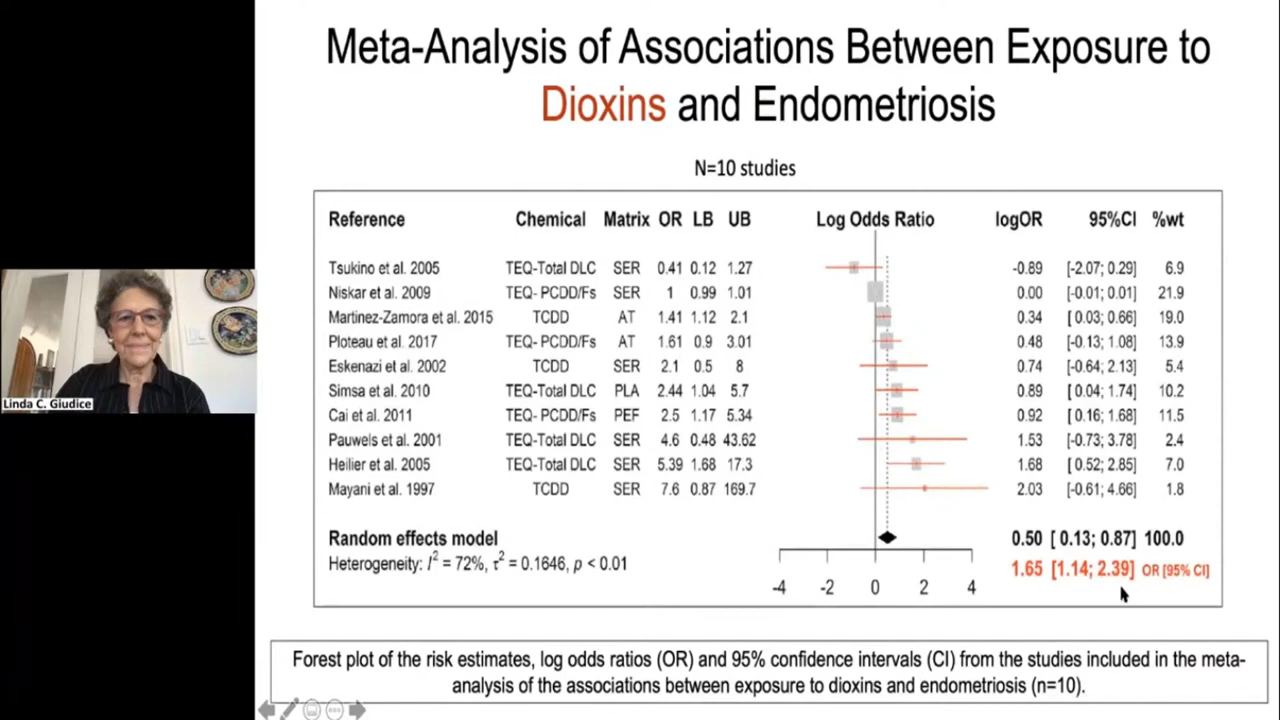 Meta-Analysis of Associations Between Exposure to
Dioxins and Endometriosis
N=10 studies
Reference Chemical Matrix OR LB UB Log Odds Ratio logOR 95%CI %wt
Tsukino et al. 2005 TEQ-Total DLC SER 0.41 0.12 1.27 -0.89 [-2.07; 0.29] 6.9
Niskar et al. 2009 TEQ- PCDD/Fs SER 1 0.99 1.01 0.00 [-0.01; 0.01] 21.9
Martinez-Zamora et al. 2015 TCDD AT 1.41 1.12 2.1 0.34 [ 0.03; 0.66] 19.0
Ploteau et al. 2017 TEQ- PCDD/Fs AT 1.61 0.9 3.01 0.48 [-0.13; 1.08] 13.9
Eskenazi et al. 2002 TCDD SER 2.1 0.5 8 0.74 [-0.64; 2.13] 5.4
Simsa et al. 2010 TEQ-Total DLC PLA 2.44 1.04 5.7 0.89 [ 0.04; 1.74] 10.2
Cai et al. 2011 TEQ- PCDD/Fs PEF 2.5 1.17 5.34 0.92 [ 0.16; 1.68] 11.5
Pauwels et al. 2001 TEQ-Total DLC SER 4.6 0.48 43.62 1.53 [-0.73; 3.78] 2.4
Heilier et al. 2005 TEQ-Total DLC SER 5.39 1.68 17.3 1.68 [ 0.52; 2.85] 7.0
Mayani et al. 1997 TCDD SER 7.6 0.87 169.7 2.03 [-0.61; 4.66] 1.8
Random effects model 0.50 [ 0.13; 0.87] 100.0
Heterogeneity: I² = 72%, τ² = 0.1646, p < 0.01 1.65 [1.14; 2.39] OR [95% CI]
-4 -2 0 2 4
Forest plot of the risk estimates, log odds ratios (OR) and 95% confidence intervals (CI) from the studies included in the meta-
analysis of the associations between exposure to dioxins and endometriosis (n=10).
Linda C. Giudice